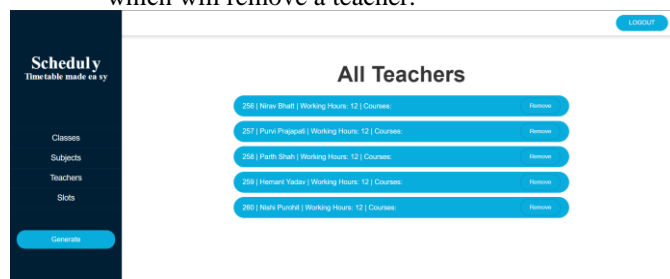 which will remove a teacher.
LOGOUT
Scheduly
Timetable made easy
All Teachers
256 | Nirav Bhatt | Working Hours: 12 | Courses: Remove
257 | Purvi Prajapati | Working Hours: 12 | Courses: Remove
258 | Parth Shah | Working Hours: 12 | Courses: Remove
259 | Hemant Yadav | Working Hours: 12 | Courses: Remove
260 | Nishi Purohit | Working Hours: 12 | Courses: Remove
Classes
Subjects
Teachers
Slots
Generate